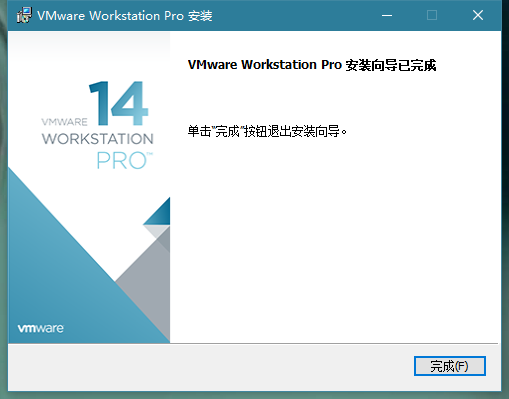 VMware Workstation Pro 安装
VMware Workstation Pro 安装向导已完成
单击"完成"按钮退出安装向导。
VMWARE 14
WORKSTATION
PRO™
vmware
完成(F)